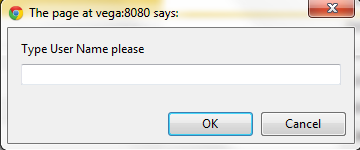 The page at vega:8080 says:
Type User Name please
OK
Cancel